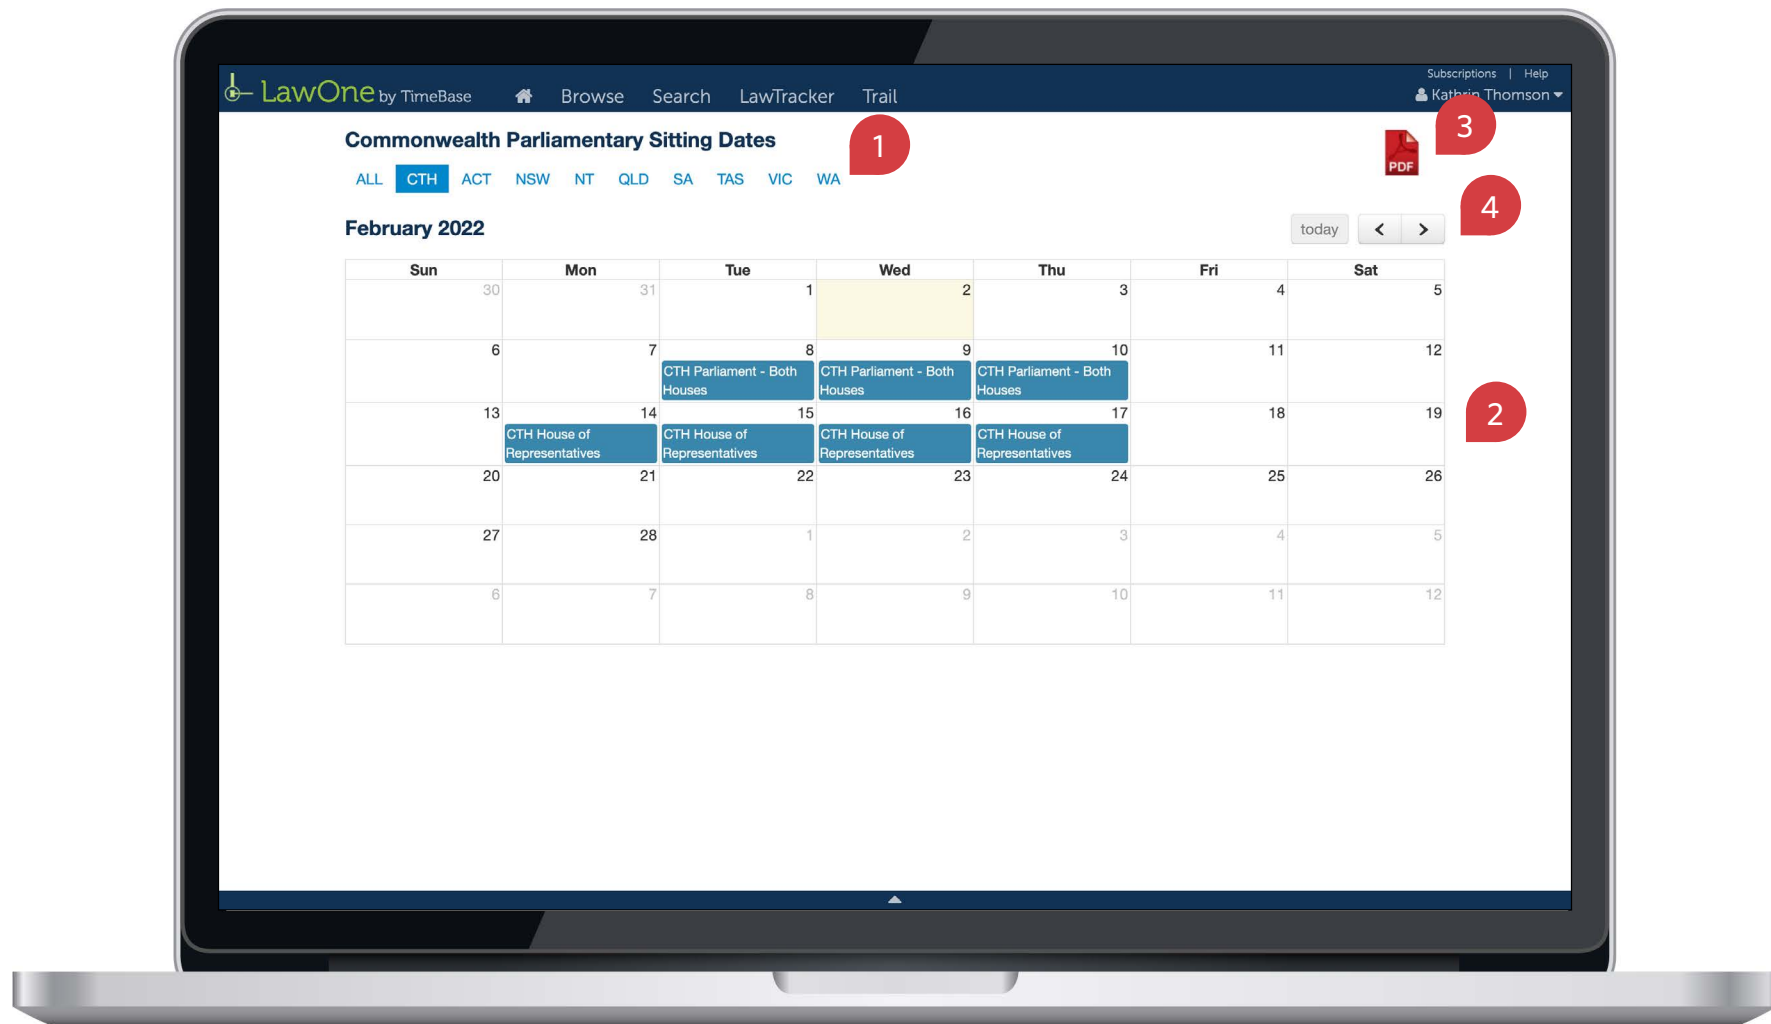 Subscriptions | Help
LawOne by TimeBase Browse Search LawTracker Trail Kathrin Thomson
Commonwealth Parliamentary Sitting Dates 1 3
PDF
ALL CTH ACT NSW NT QLD SA TAS VIC WA
4
February 2022 today
Sun Mon Tue Wed Thu Fri Sat
30 31 1 2 3 4 5
6 7 8 9 10 11 12
CTH Parliament - Both CTH Parliament - Both CTH Parliament - Both
Houses Houses Houses
13 14 15 16 17 18 19 2
CTH House of CTH House of CTH House of CTH House of
Representatives Representatives Representatives Representatives
20 21 22 23 24 25 26
27 28 1 2 3 4 5
6 7 8 9 10 11 12